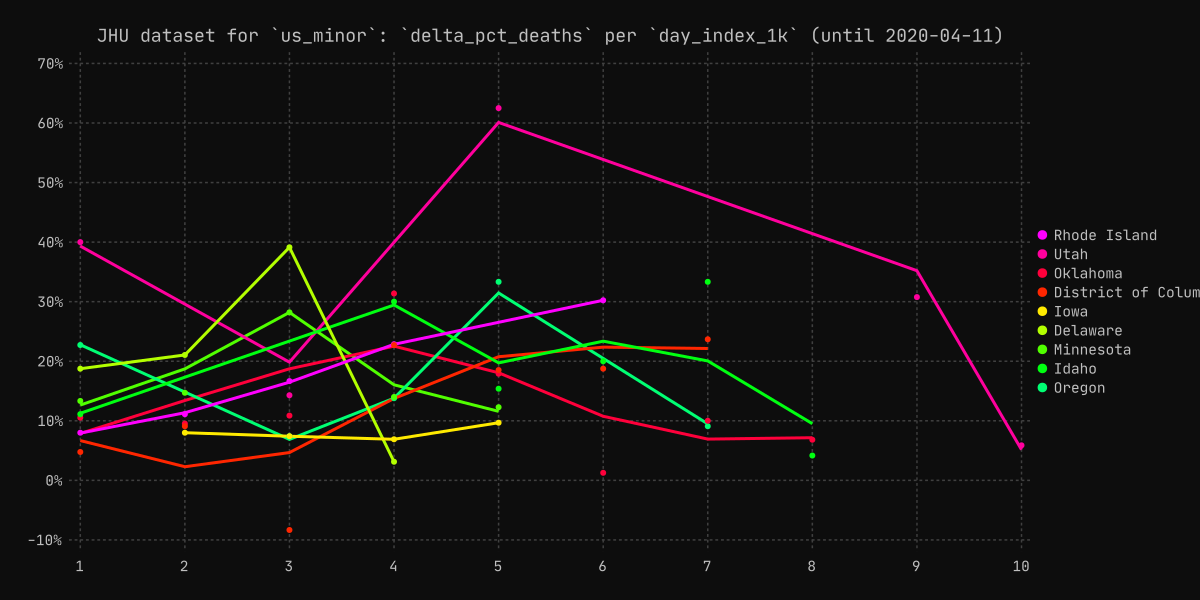 JHU dataset for `us_minor`: `delta_pct_deaths` per `day_index_1k` (until 2020-04-11)
70%
60%
50%
40%
30%
20%
10%
0%
-10%
1 2 3 4 5 6 7 8 9 10
Rhode Island
Utah
Oklahoma
District of Colum
Iowa
Delaware
Minnesota
Idaho
Oregon